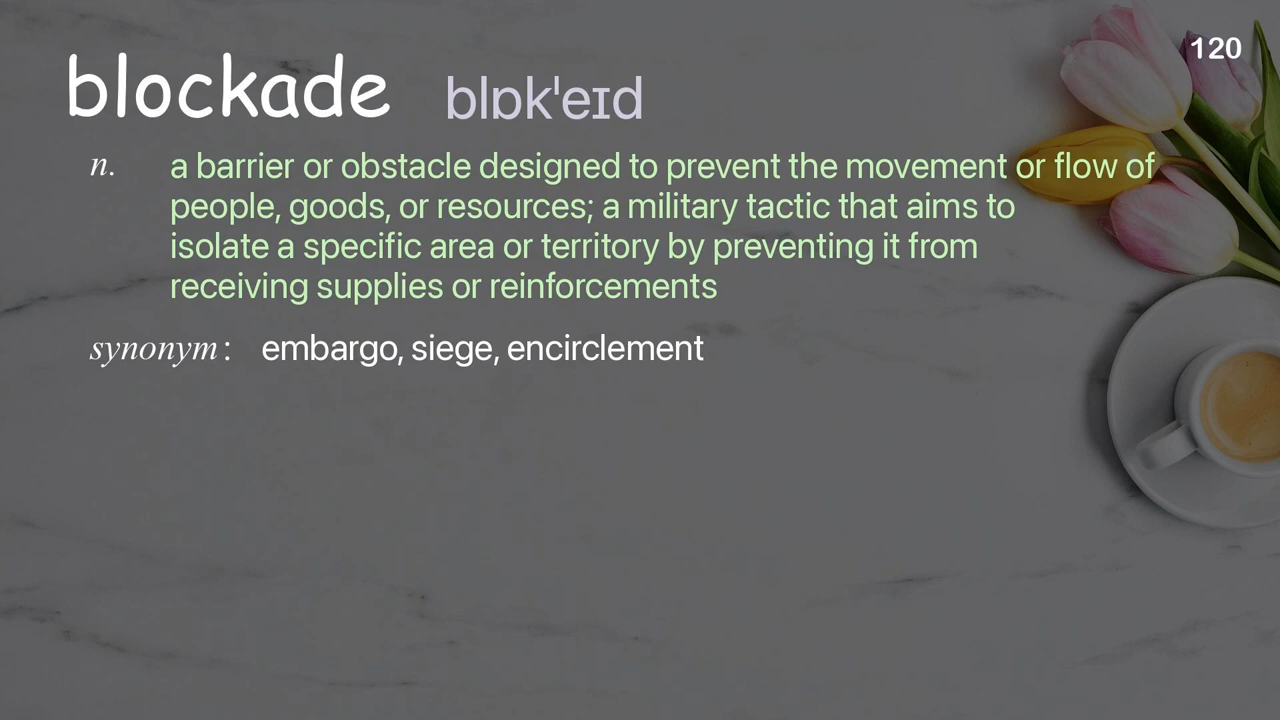 120
blockade blɒkˈeɪd
n. a barrier or obstacle designed to prevent the movement or flow of
people, goods, or resources; a military tactic that aims to
isolate a specific area or territory by preventing it from
receiving supplies or reinforcements
synonym: embargo, siege, encirclement